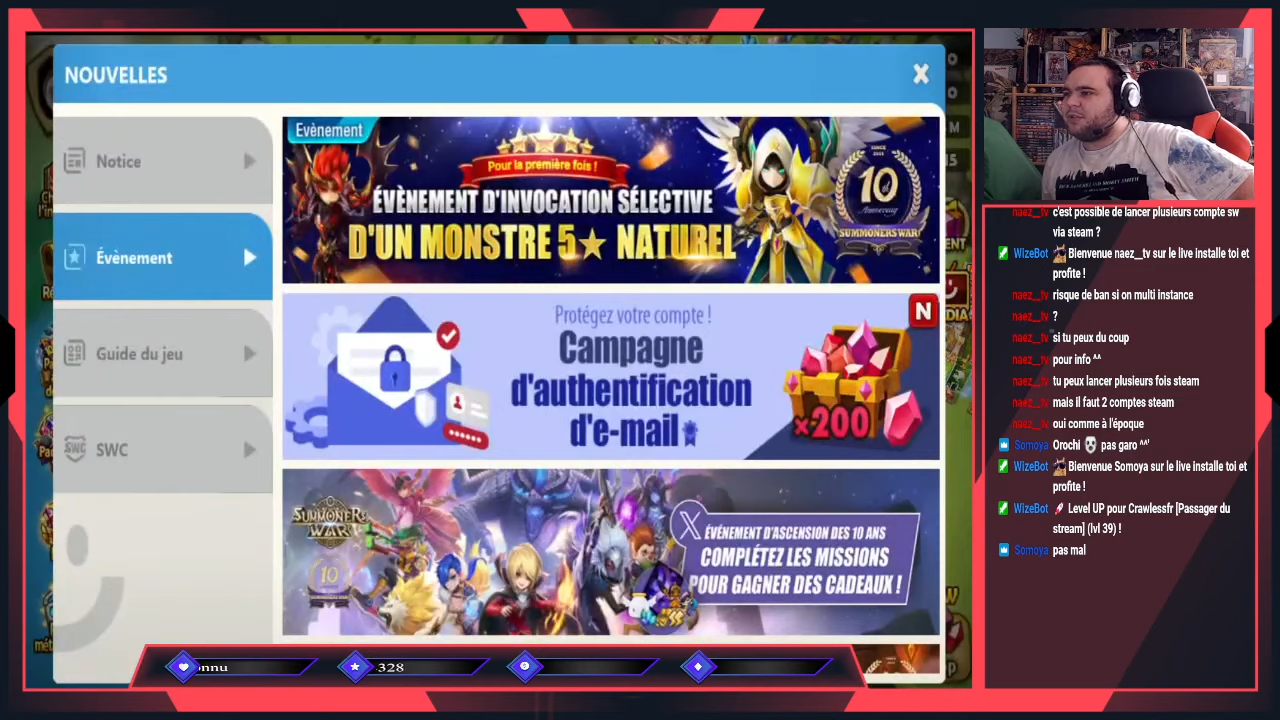 NOUVELLES
Notice
Évènement
Guide du jeu
SWC
Evènement
Pour la première fois !
ÉVÈNEMENT D'INVOCATION SÉLECTIVE
D'UN MONSTRE 5★ NATUREL
10
SUMMONERS WAR
Protégez votre compte !
Campagne
d'authentification
d'e-mail
×200
N
SUMMONERS WAR
10
X ÉVÉNEMENT D'ASCENSION DES 10 ANS
COMPLÉTEZ LES MISSIONS
POUR GAGNER DES CADEAUX !
onnu
328
naez__tv c'est possible de lancer plusieurs compte sw
via steam ?
WizeBot Bienvenue naez__tv sur le live installe toi et
profite !
naez__tv risque de ban si on multi instance
naez__tv ?
naez__tv si tu peux du coup
naez__tv pour info ^^
naez__tv tu peux lancer plusieurs fois steam
naez__tv mais il faut 2 comptes steam
naez__tv oui comme à l'époque
Somoya Orochi pas garo ^^'
WizeBot Bienvenue Somoya sur le live installe toi et
profite !
WizeBot Level UP pour Crawlessfr [Passager du
stream] (lvl 39) !
Somoya pas mal